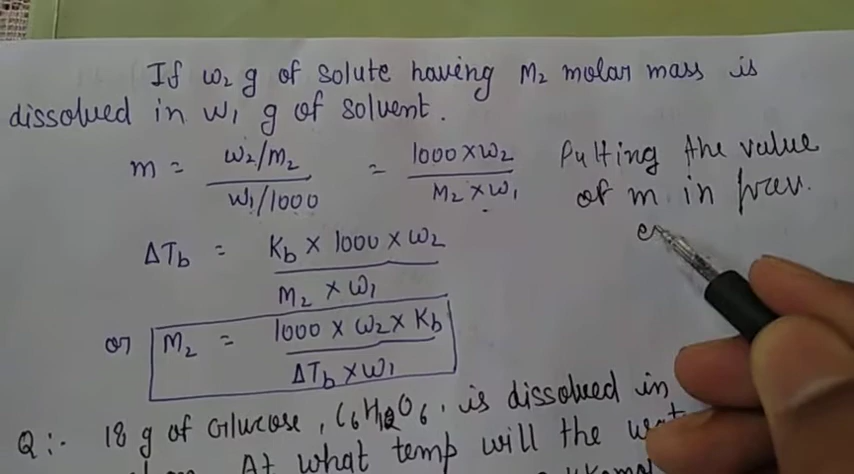 If w₂ g of solute having M₂ molar mass is
dissolved in w₁ g of solvent.
m = w₂/M₂ / w₁/1000 = 1000 × w₂ / M₂ × w₁
Putting the value
of m in prev.
ΔTb = Kb × 1000 × w₂ / M₂ × w₁
or M₂ = 1000 × w₂ × Kb / ΔTb × w₁
Q:- 18 g of Glucose, C₆H₁₂O₆, is dissolved in
At what temp will the